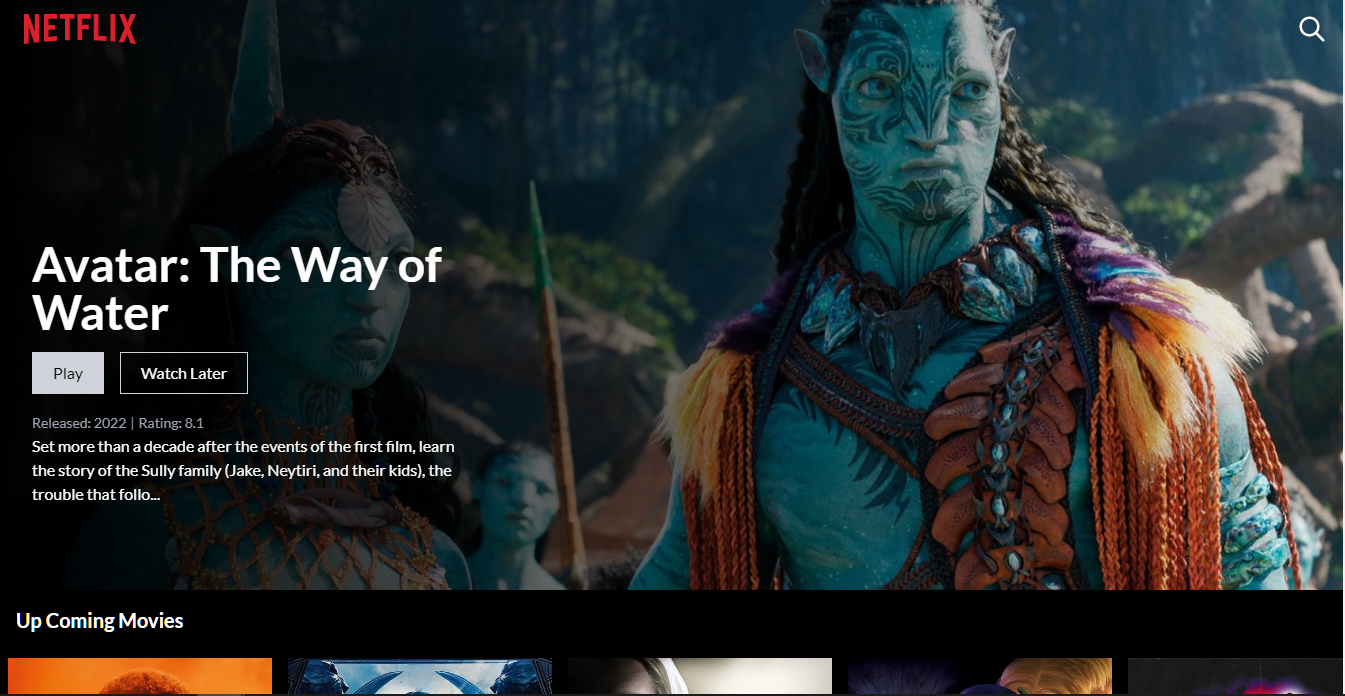 NETFLIX
Avatar: The Way of
Water
Play
Watch Later
Released: 2022 | Rating: 8.1
Set more than a decade after the events of the first film, learn
the story of the Sully family (Jake, Neytiri, and their kids), the
trouble that follo...
Up Coming Movies